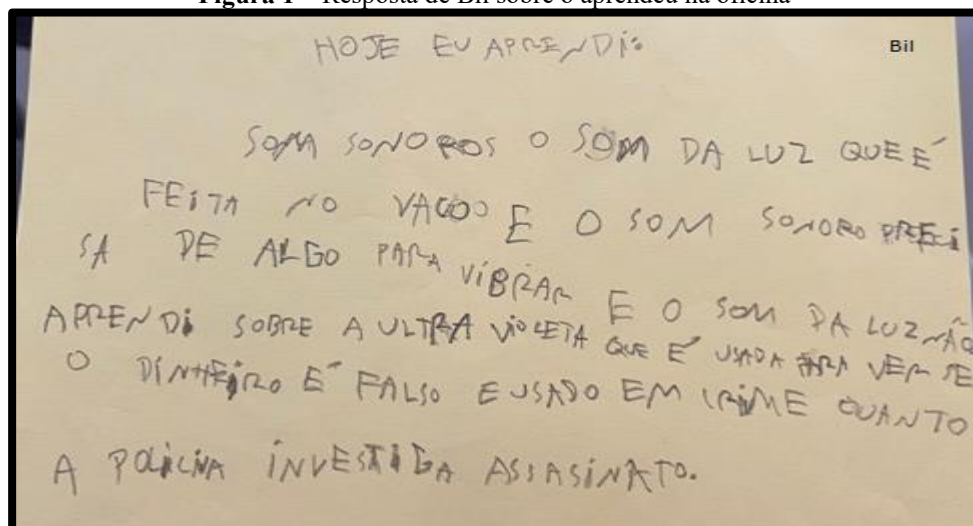 Figura 1 – Resposta de Bil sobre o aprendeu na oficina
HOJE EU APRENDI:
Bil
SOM SONOROS O SOM DA LUZ QUE É
FEITA NO VACOO E O SOM SONORO PRECI
SA DE ALGO PARA VIBRAR E O SOM DA LUZ NÃO
APRENDI SOBRE A ULTRA VIOLETA QUE É USADA PARA VER SE
O DINHEIRO É FALSO E USADO EM CRIME QUANTO
A POLICIA INVESTIGA ASSASINATO.